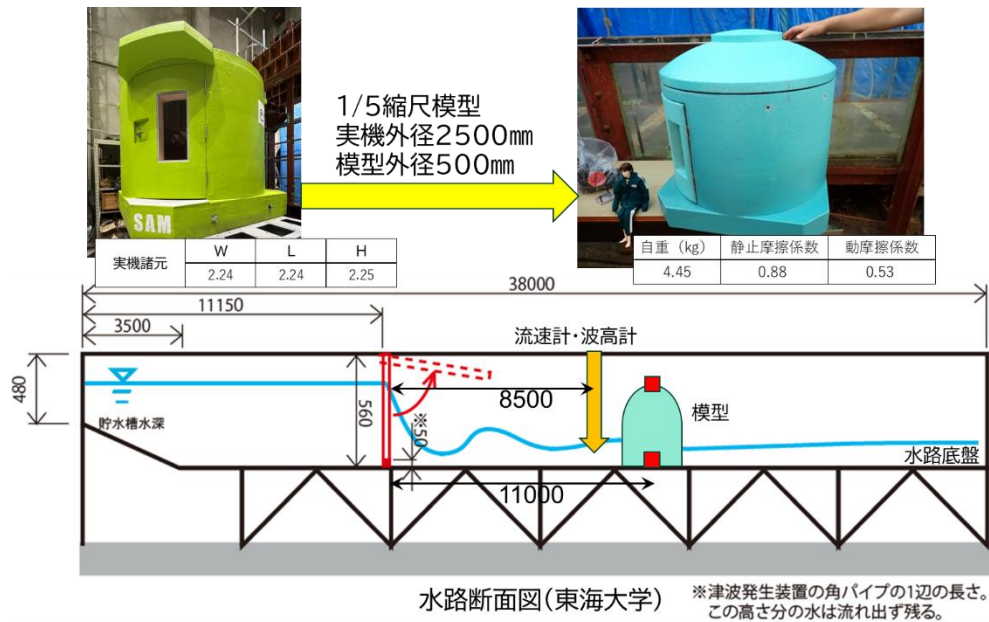 1/5縮尺模型
実機外径2500㎜
模型外径500㎜
SAM
実機諸元 W L H
2.24 2.24 2.25
自重（kg） 静止摩擦係数 動摩擦係数
4.45 0.88 0.53
38000
11150
3500
流速計・波高計
480
560
8500
模型
貯水槽水深
※50
水路底盤
11000
水路断面図(東海大学)
※津波発生装置の角パイプの1辺の長さ。
この高さ分の水は流れ出ず残る。